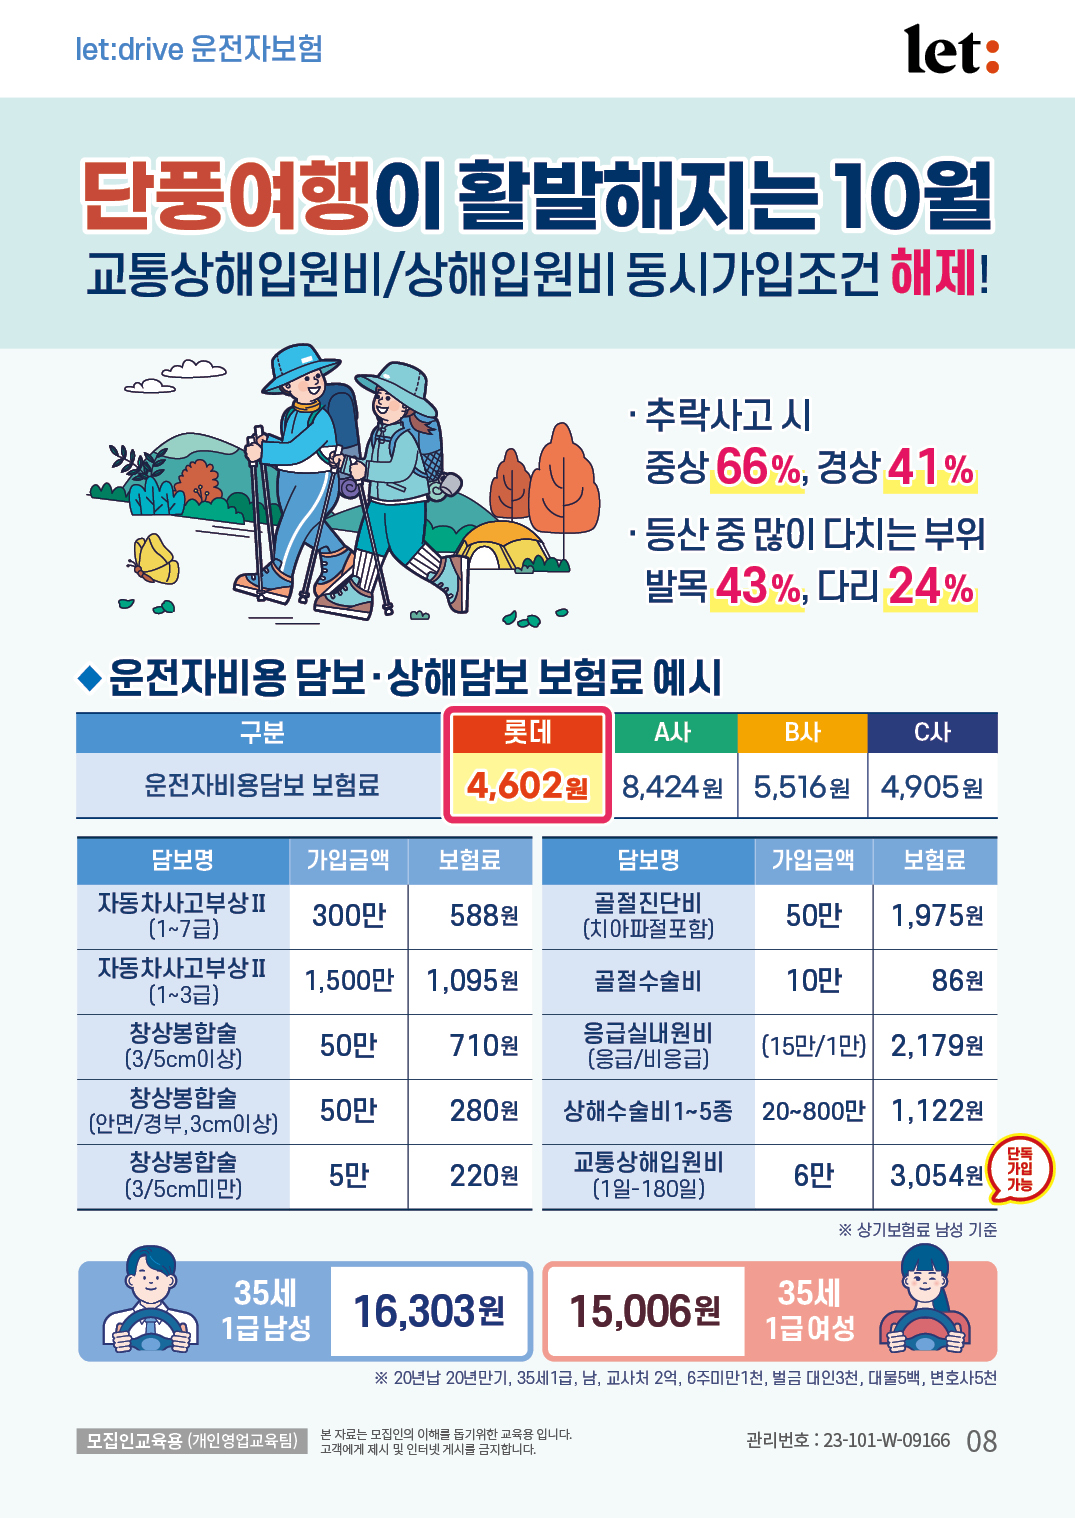 let:drive 운전자보험
let:
단풍여행이 활발해지는 10월
교통상해입원비/상해입원비 동시가입조건 해제!
· 추락사고 시
중상 66%, 경상 41%
· 등산 중 많이 다치는 부위
발목 43%, 다리 24%
◆ 운전자비용 담보·상해담보 보험료 예시
구분 롯데 A사 B사 C사
운전자비용담보 보험료 4,602원 8,424원 5,516원 4,905원
담보명 가입금액 보험료
자동차사고부상Ⅱ
(1~7급) 300만 588원
자동차사고부상Ⅱ
(1~3급) 1,500만 1,095원
창상봉합술
(3/5cm이상) 50만 710원
창상봉합술
(안면/경부,3cm이상) 50만 280원
창상봉합술
(3/5cm미만) 5만 220원
담보명 가입금액 보험료
골절진단비
(치아파절포함) 50만 1,975원
골절수술비 10만 86원
응급실내원비
(응급/비응급) (15만/1만) 2,179원
상해수술비1~5종 20~800만 1,122원
교통상해입원비
(1일-180일) 6만 3,054원
단독
가입
가능
※ 상기보험료 남성 기준
35세
1급남성
16,303원
15,006원
35세
1급여성
※ 20년납 20년만기, 35세1급, 남, 교사처 2억, 6주미만1천, 벌금 대인3천, 대물5백, 변호사5천
모집인교육용 (개인영업교육팀)
본 자료는 모집인의 이해를 돕기위한 교육용 입니다.
고객에게 제시 및 인터넷 게시를 금지합니다.
관리번호 : 23-101-W-09166 08